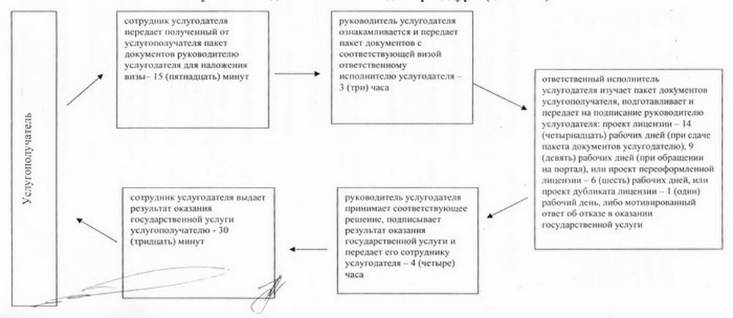 Услугополучатель
сотрудник услугодателя
передает полученный от
услугополучателя пакет
документов руководителю
услугодателя для наложения
визы– 15 (пятнадцать) минут
руководитель услугодателя
ознакамливается и передает
пакет документов с
соответствующей визой
ответственному
исполнителю услугодателя –
3 (три) часа
ответственный исполнитель
услугодателя изучает пакет документов
услугополучателя, подготавливает и
передает на подписание руководителю
услугодателя: проект лицензии – 14
(четырнадцать) рабочих дней (при сдаче
пакета документов услугодателю), 9
(девять) рабочих дней (при обращении
на портал), или проект переоформленной
лицензии – 6 (шесть) рабочих дней, или
проект дубликата лицензии – 1 (один)
рабочий день, либо мотивированный
ответ об отказе в оказании
государственной услуги
руководитель услугодателя
принимает соответствующее
решение, подписывает
результат оказания
государственной услуги и
передает его сотруднику
услугодателя – 4 (четыре)
часа
сотрудник услугодателя выдает
результат оказания
государственной услуги
услугополучателю - 30
(тридцать) минут